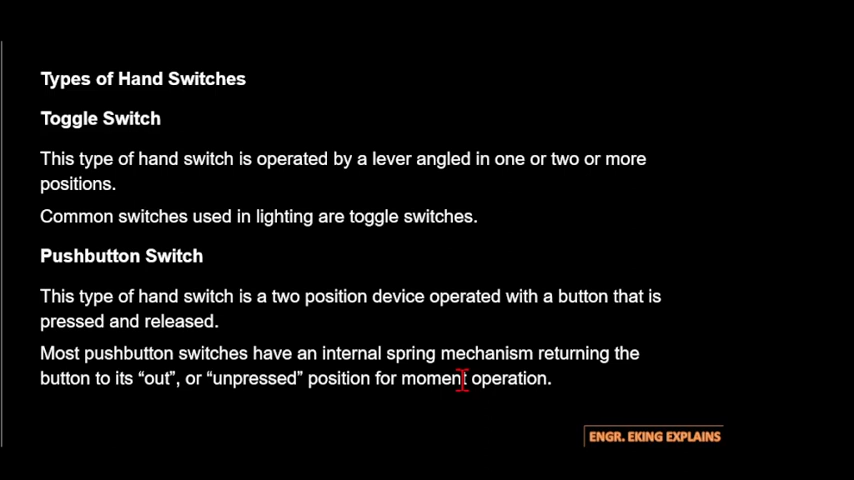 Types of Hand Switches
Toggle Switch
This type of hand switch is operated by a lever angled in one or two or more
positions.
Common switches used in lighting are toggle switches.
Pushbutton Switch
This type of hand switch is a two position device operated with a button that is
pressed and released.
Most pushbutton switches have an internal spring mechanism returning the
button to its “out”, or “unpressed” position for moment operation.
ENGR. EKING EXPLAINS